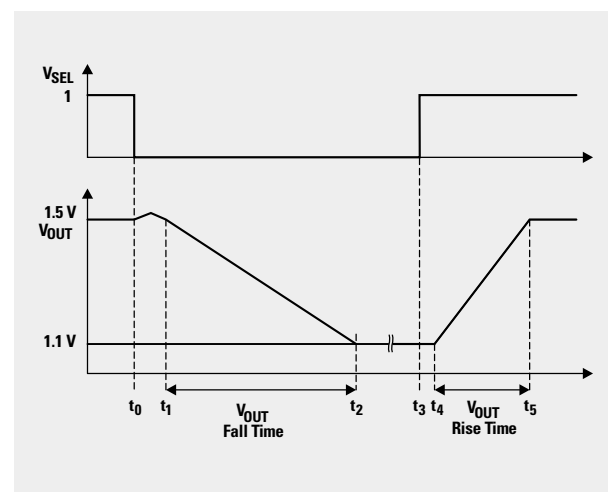 VSEL
1
1.5 V
VOUT
1.1 V
t0 t1 VOUT Fall Time t2 t3 t4 VOUT Rise Time t5